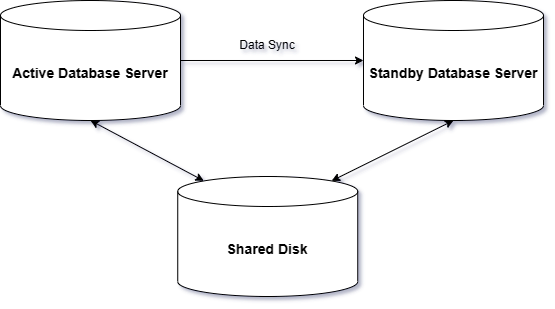 Data Sync
Active Database Server
Standby Database Server
Shared Disk